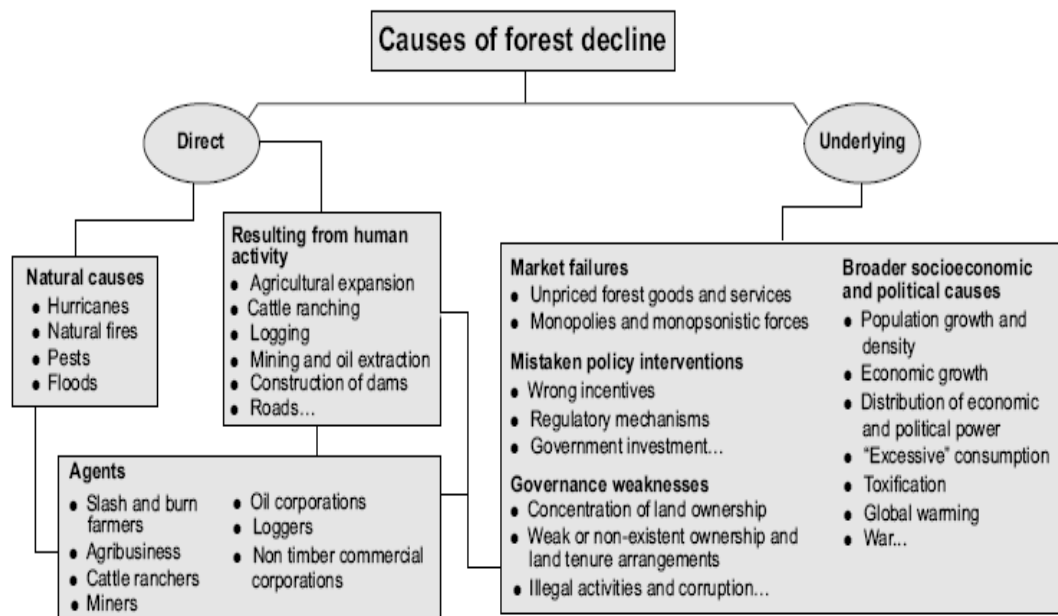 Causes of forest decline
Direct
Underlying
Natural causes
● Hurricanes
● Natural fires
● Pests
● Floods
Resulting from human
activity
● Agricultural expansion
● Cattle ranching
● Logging
● Mining and oil extraction
● Construction of dams
● Roads...
Agents
● Slash and burn
farmers
● Agribusiness
● Cattle ranchers
● Miners
● Oil corporations
● Loggers
● Non timber commercial
corporations
Market failures
● Unpriced forest goods and services
● Monopolies and monopsonistic forces
Mistaken policy interventions
● Wrong incentives
● Regulatory mechanisms
● Government investment...
Governance weaknesses
● Concentration of land ownership
● Weak or non-existent ownership and
land tenure arrangements
● Illegal activities and corruption...
Broader socioeconomic
and political causes
● Population growth and
density
● Economic growth
● Distribution of economic
and political power
● “Excessive” consumption
● Toxification
● Global warming
● War...